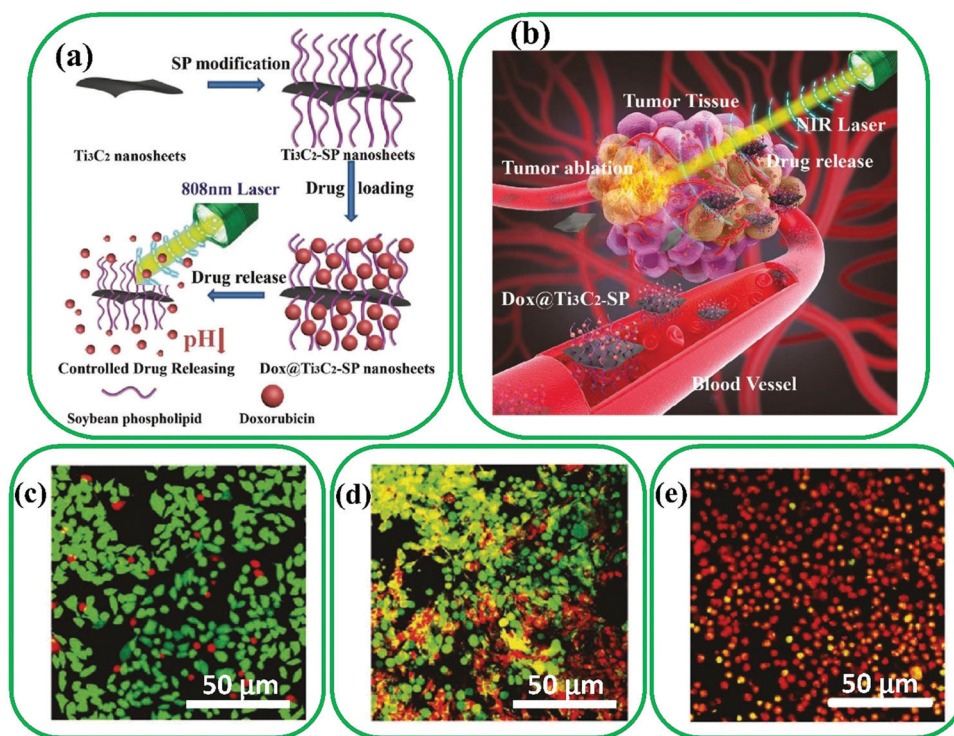 (a)
SP modification
Ti3C2 nanosheets
Ti3C2-SP nanosheets
Drug loading
808nm Laser
Drug release
pH↓
Controlled Drug Releasing
Dox@Ti3C2-SP nanosheets
Soybean phospholipid
Doxorubicin
(b)
Tumor Tissue
NIR Laser
Tumor ablation
Drug release
Dox@Ti3C2-SP
Blood Vessel
(c)
50 μm
(d)
50 μm
(e)
50 μm